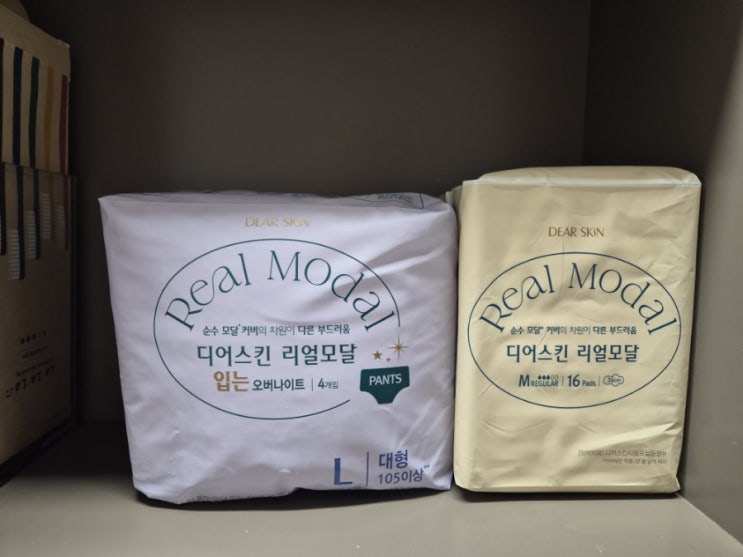 DEAR SKIN
Real Modal
순수 모달 커버의 차원이 다른 부드러움
디어스킨 리얼모달
입는 오버나이트 | 4개입
PANTS
L | 대형
105이상
DEAR SKIN
Real Modal
순수 모달 커버의 차원이 다른 부드러움
디어스킨 리얼모달
M REGULAR | 16 Pads